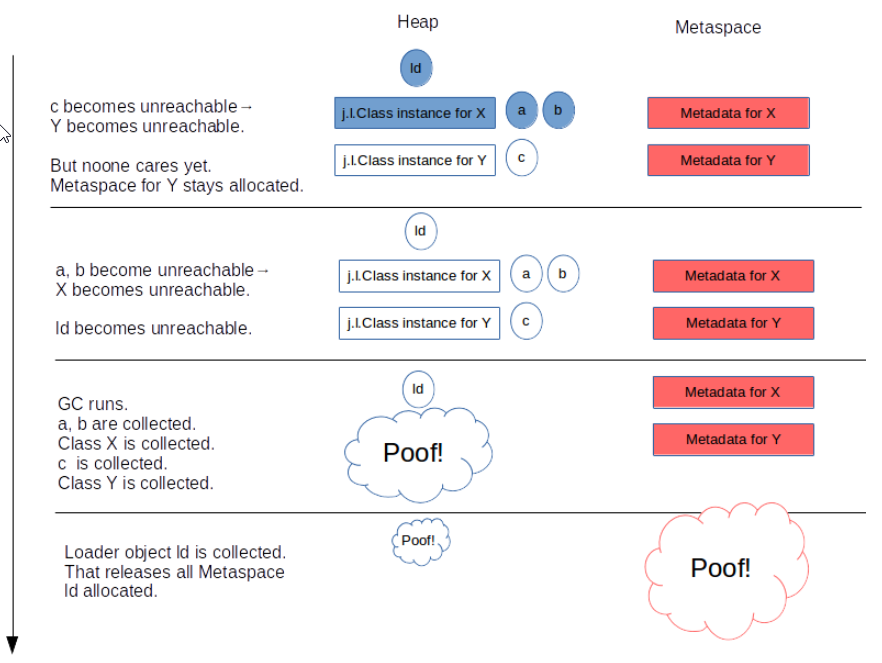 Heap
Metaspace
ld
c becomes unreachable→
Y becomes unreachable.
j.l.Class instance for X
a
b
Metadata for X
But noone cares yet.
Metaspace for Y stays allocated.
j.l.Class instance for Y
c
Metadata for Y
ld
a, b become unreachable→
X becomes unreachable.
j.l.Class instance for X
a
b
Metadata for X
ld becomes unreachable.
j.l.Class instance for Y
c
Metadata for Y
GC runs.
a, b are collected.
Class X is collected.
c is collected.
Class Y is collected.
ld
Poof!
Metadata for X
Metadata for Y
Loader object ld is collected.
That releases all Metaspace
ld allocated.
Poof!
Poof!